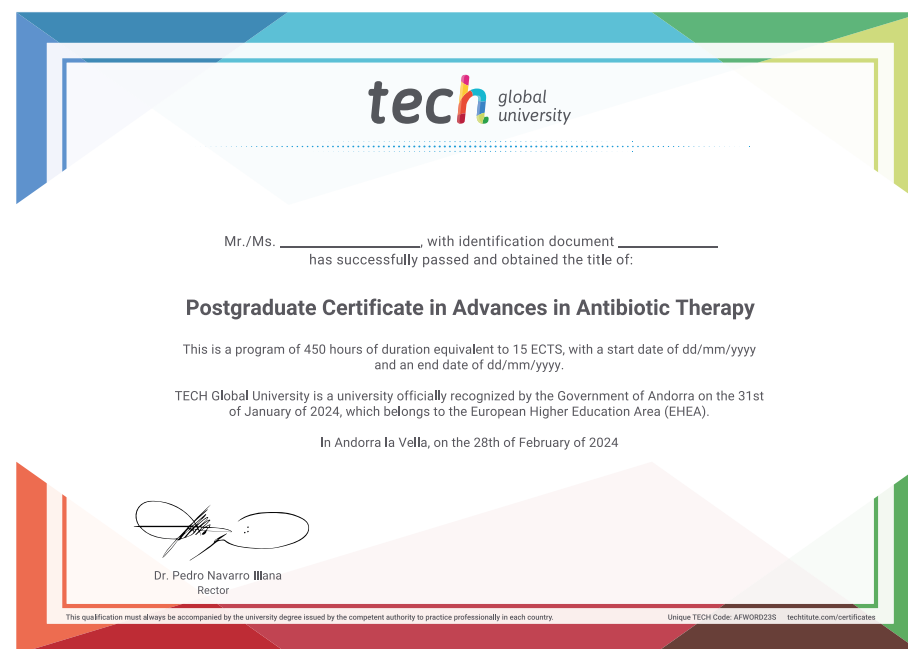 tech global university
Mr./Ms. ____________________, with identification document ______________
has successfully passed and obtained the title of:
Postgraduate Certificate in Advances in Antibiotic Therapy
This is a program of 450 hours of duration equivalent to 15 ECTS, with a start date of dd/mm/yyyy
and an end date of dd/mm/yyyy.
TECH Global University is a university officially recognized by the Government of Andorra on the 31st
of January of 2024, which belongs to the European Higher Education Area (EHEA).
In Andorra la Vella, on the 28th of February of 2024
Dr. Pedro Navarro Illana
Rector
This qualification must always be accompanied by the university degree issued by the competent authority to practice professionally in each country.
Unique TECH Code: AFWORD23S techtitute.com/certificates